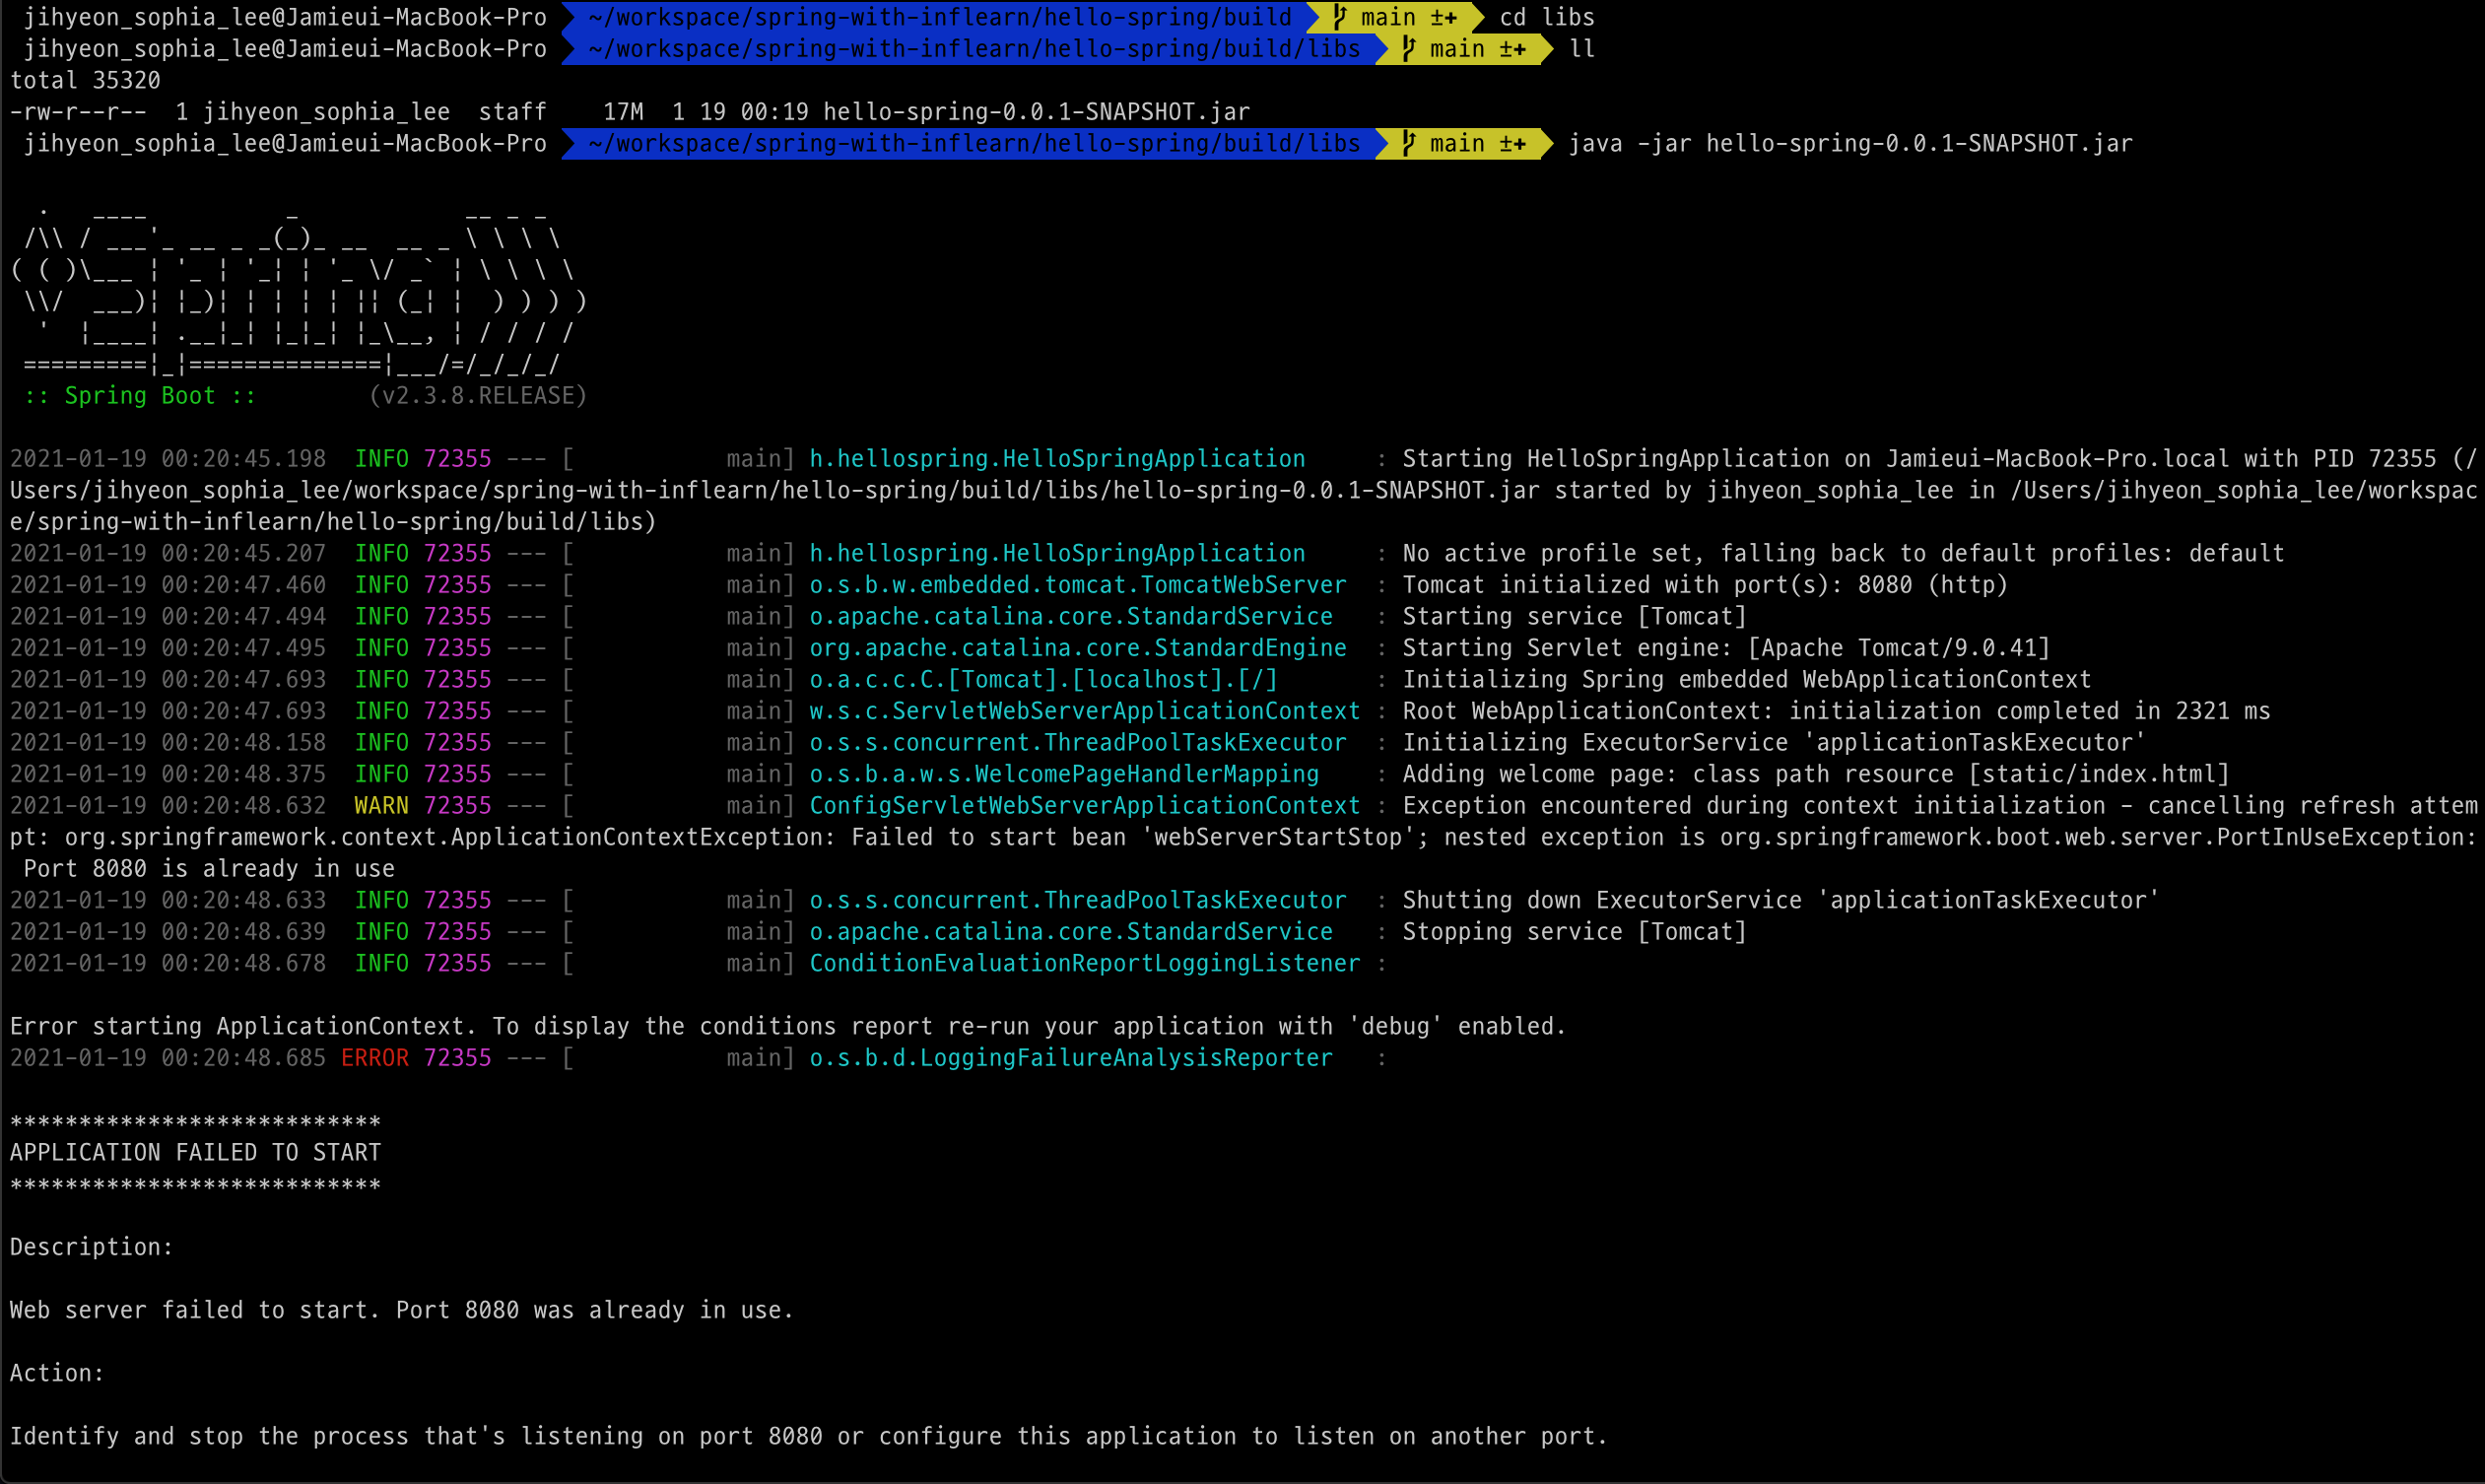 jihyeon_sophia_lee@Jamieui-MacBook-Pro ~/workspace/spring-with-inflearn/hello-spring/build main ±✚ cd libs
jihyeon_sophia_lee@Jamieui-MacBook-Pro ~/workspace/spring-with-inflearn/hello-spring/build/libs main ±✚ ll
total 35320
-rw-r--r--  1 jihyeon_sophia_lee  staff    17M  1 19 00:19 hello-spring-0.0.1-SNAPSHOT.jar
jihyeon_sophia_lee@Jamieui-MacBook-Pro ~/workspace/spring-with-inflearn/hello-spring/build/libs main ±✚ java -jar hello-spring-0.0.1-SNAPSHOT.jar
Spring
:: Spring Boot ::        (v2.3.8.RELEASE)
2021-01-19 00:20:45.198  INFO 72355 --- [           main] h.hellospring.HelloSpringApplication     : Starting HelloSpringApplication on Jamieui-MacBook-Pro.local with PID 72355 (/
Users/jihyeon_sophia_lee/workspace/spring-with-inflearn/hello-spring/build/libs/hello-spring-0.0.1-SNAPSHOT.jar started by jihyeon_sophia_lee in /Users/jihyeon_sophia_lee/workspac
e/spring-with-inflearn/hello-spring/build/libs)
2021-01-19 00:20:45.207  INFO 72355 --- [           main] h.hellospring.HelloSpringApplication     : No active profile set, falling back to default profiles: default
2021-01-19 00:20:47.460  INFO 72355 --- [           main] o.s.b.w.embedded.tomcat.TomcatWebServer  : Tomcat initialized with port(s): 8080 (http)
2021-01-19 00:20:47.494  INFO 72355 --- [           main] o.apache.catalina.core.StandardService   : Starting service [Tomcat]
2021-01-19 00:20:47.495  INFO 72355 --- [           main] org.apache.catalina.core.StandardEngine  : Starting Servlet engine: [Apache Tomcat/9.0.41]
2021-01-19 00:20:47.693  INFO 72355 --- [           main] o.a.c.c.C.[Tomcat].[localhost].[/]       : Initializing Spring embedded WebApplicationContext
2021-01-19 00:20:47.693  INFO 72355 --- [           main] w.s.c.ServletWebServerApplicationContext : Root WebApplicationContext: initialization completed in 2321 ms
2021-01-19 00:20:48.158  INFO 72355 --- [           main] o.s.s.concurrent.ThreadPoolTaskExecutor  : Initializing ExecutorService 'applicationTaskExecutor'
2021-01-19 00:20:48.375  INFO 72355 --- [           main] o.s.b.a.w.s.WelcomePageHandlerMapping    : Adding welcome page: class path resource [static/index.html]
2021-01-19 00:20:48.632  WARN 72355 --- [           main] ConfigServletWebServerApplicationContext : Exception encountered during context initialization - cancelling refresh attem
pt: org.springframework.context.ApplicationContextException: Failed to start bean 'webServerStartStop'; nested exception is org.springframework.boot.web.server.PortInUseException:
Port 8080 is already in use
2021-01-19 00:20:48.633  INFO 72355 --- [           main] o.s.s.concurrent.ThreadPoolTaskExecutor  : Shutting down ExecutorService 'applicationTaskExecutor'
2021-01-19 00:20:48.639  INFO 72355 --- [           main] o.apache.catalina.core.StandardService   : Stopping service [Tomcat]
2021-01-19 00:20:48.678  INFO 72355 --- [           main] ConditionEvaluationReportLoggingListener :
Error starting ApplicationContext. To display the conditions report re-run your application with 'debug' enabled.
2021-01-19 00:20:48.685 ERROR 72355 --- [           main] o.s.b.d.LoggingFailureAnalysisReporter   :
***************************
APPLICATION FAILED TO START
***************************
Description:
Web server failed to start. Port 8080 was already in use.
Action:
Identify and stop the process that's listening on port 8080 or configure this application to listen on another port.